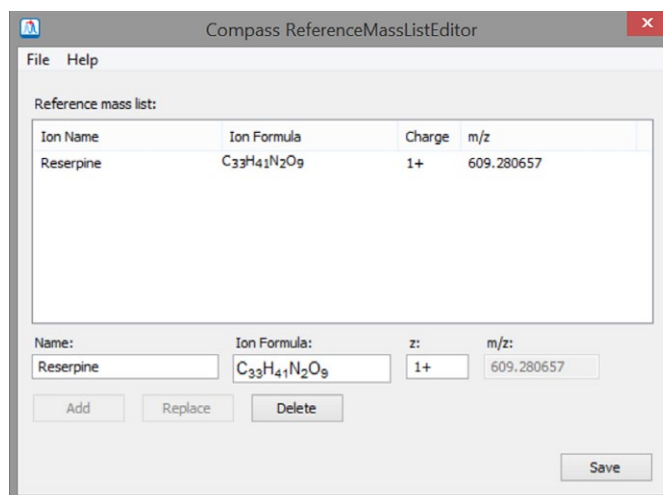 Compass ReferenceMassListEditor
File Help
Reference mass list:
Ion Name Ion Formula Charge m/z
Reserpine C₃₃H₄₁N₂O₉ 1+ 609.280657
Name: Ion Formula: z: m/z:
Reserpine C₃₃H₄₁N₂O₉ 1+ 609.280657
Add Replace Delete
Save